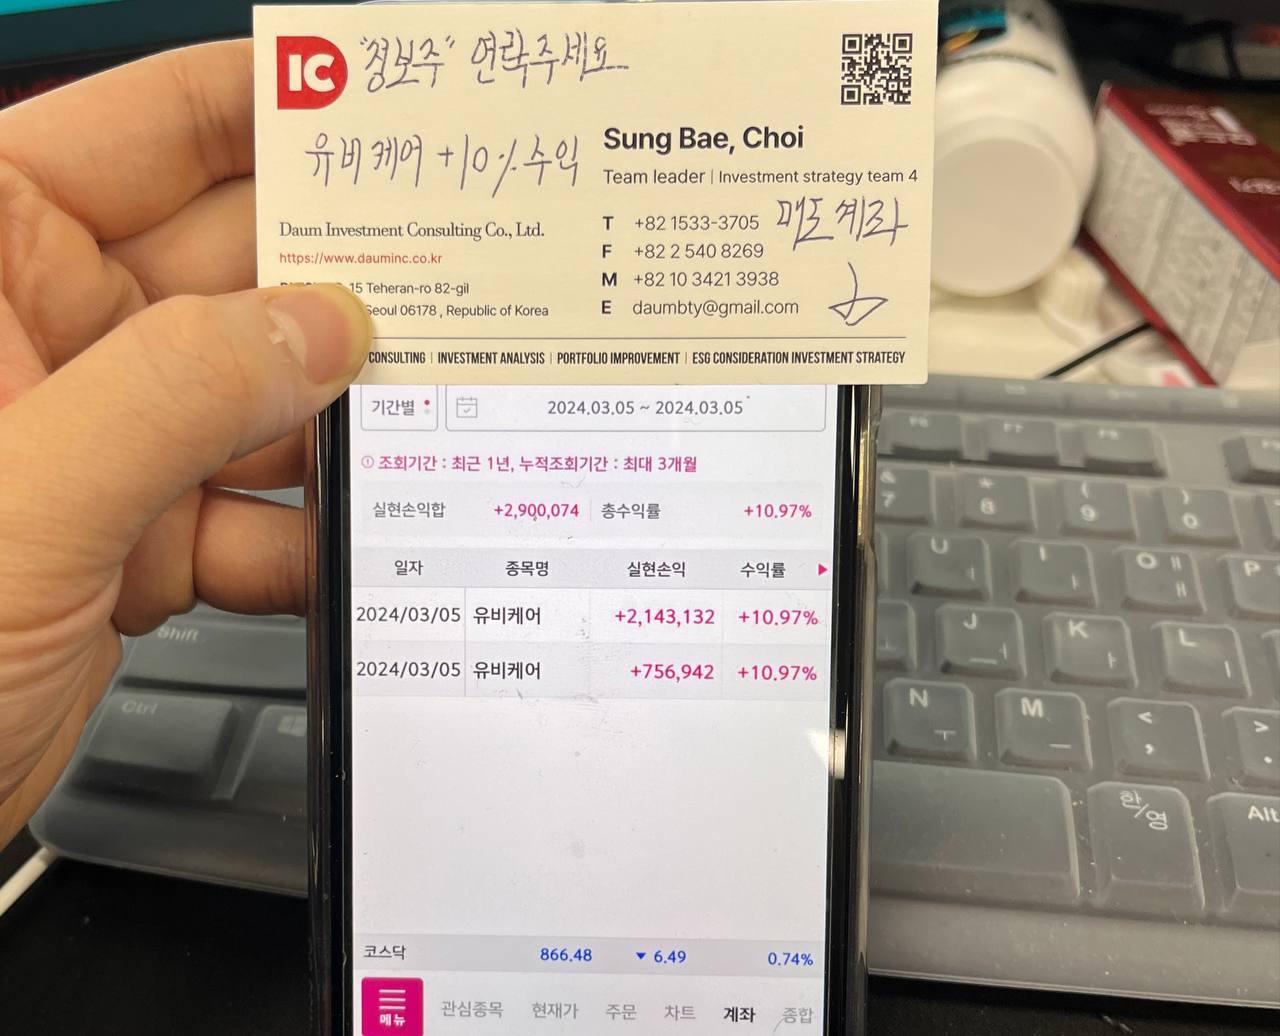 IC
"정보주" 연락주세요
유비케어 +10% 수익
Sung Bae, Choi
Team leader | Investment strategy team 4
Daum Investment Consulting Co., Ltd.
https://www.dauminc.co.kr
15 Teheran-ro 82-gil
Seoul 06178 , Republic of Korea
T +82 1533-3705
매도계좌
F +82 2 540 8269
M +82 10 3421 3938
E daumbty@gmail.com
CONSULTING | INVESTMENT ANALYSIS | PORTFOLIO IMPROVEMENT | ESG CONSIDERATION INVESTMENT STRATEGY
기간별
2024.03.05 ~ 2024.03.05
조회기간 : 최근 1년, 누적조회기간 : 최대 3개월
실현손익합 +2,900,074 총수익률 +10.97%
일자 종목명 실현손익 수익률
2024/03/05 유비케어 +2,143,132 +10.97%
2024/03/05 유비케어 +756,942 +10.97%
코스닥 866.48 ▼ 6.49 0.74%
메뉴 관심종목 현재가 주문 차트 계좌 종합
F6 F7 F8
& 7 * 8 ( 9 ) 0
U I O ㅐ ㅒ P
Shift
J ㅓ K ㅏ L ㅣ
Ctrl
N ㅜ M ㅡ < , > .
한/영 Alt